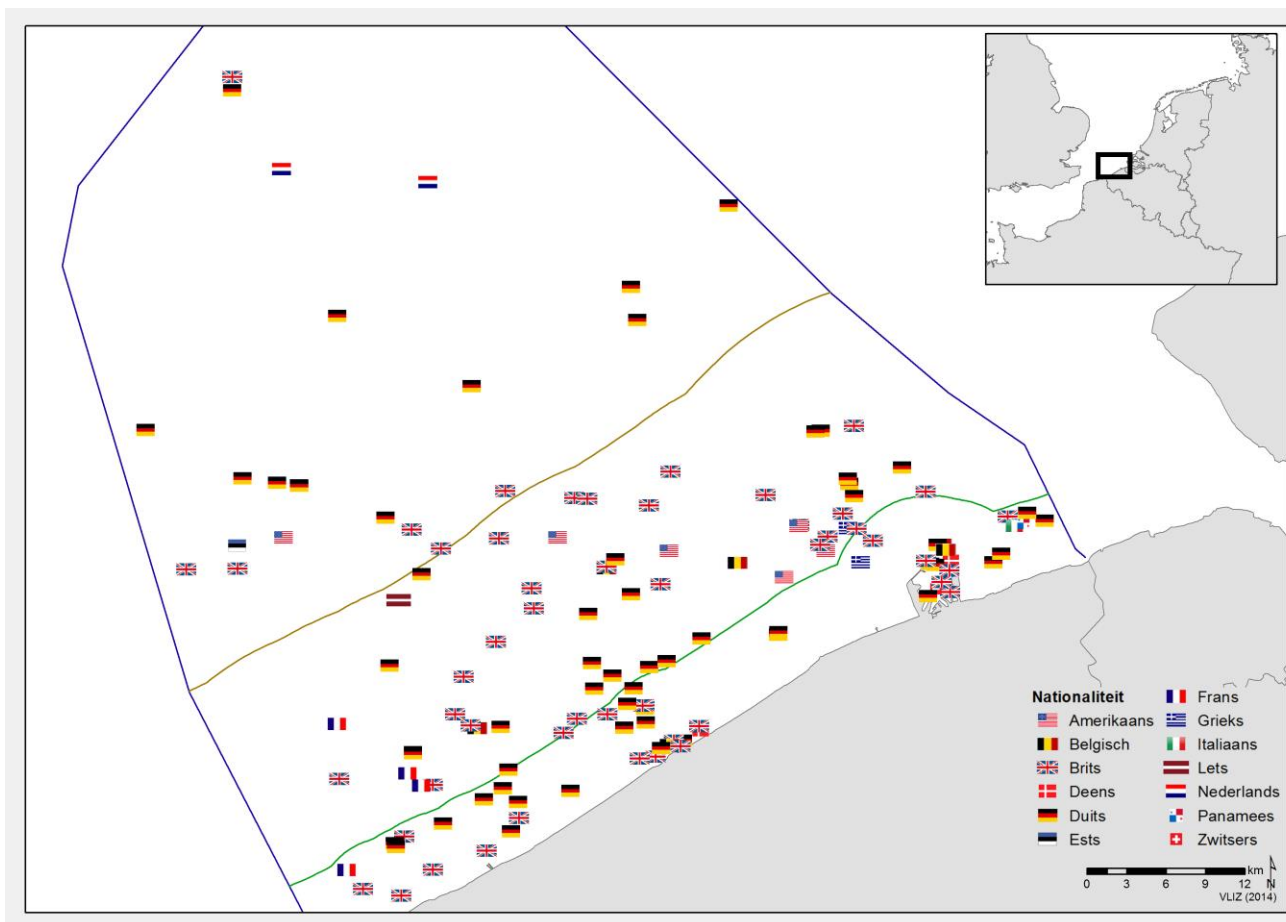 Nationaliteit
Amerikaans
Belgisch
Brits
Deens
Duits
Ests
Frans
Grieks
Italiaans
Lets
Nederlands
Panamees
Zwitsers
km
0 3 6 9 12
N
VLIZ (2014)